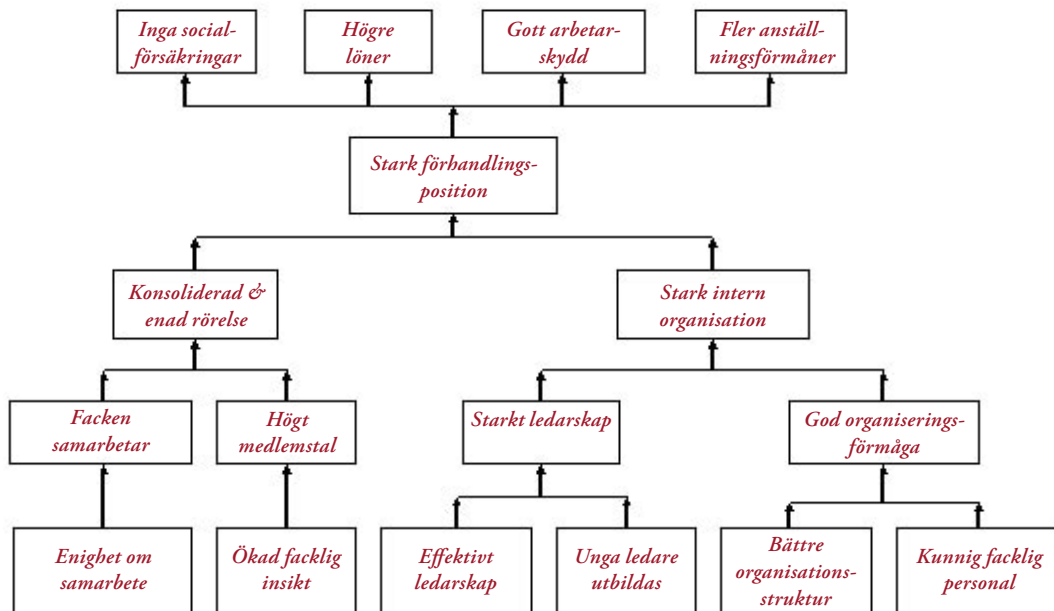 Inga social-
försäkringar
Högre
löner
Gott arbetar-
skydd
Fler anställ-
ningsförmåner
Stark förhandlings-
position
Konsoliderad &
enad rörelse
Stark intern
organisation
Facken
samarbetar
Högt
medlemstal
Starkt ledarskap
God organiserings-
förmåga
Enighet om
samarbete
Ökad facklig
insikt
Effektivt
ledarskap
Unga ledare
utbildas
Bättre
organisations-
struktur
Kunnig facklig
personal